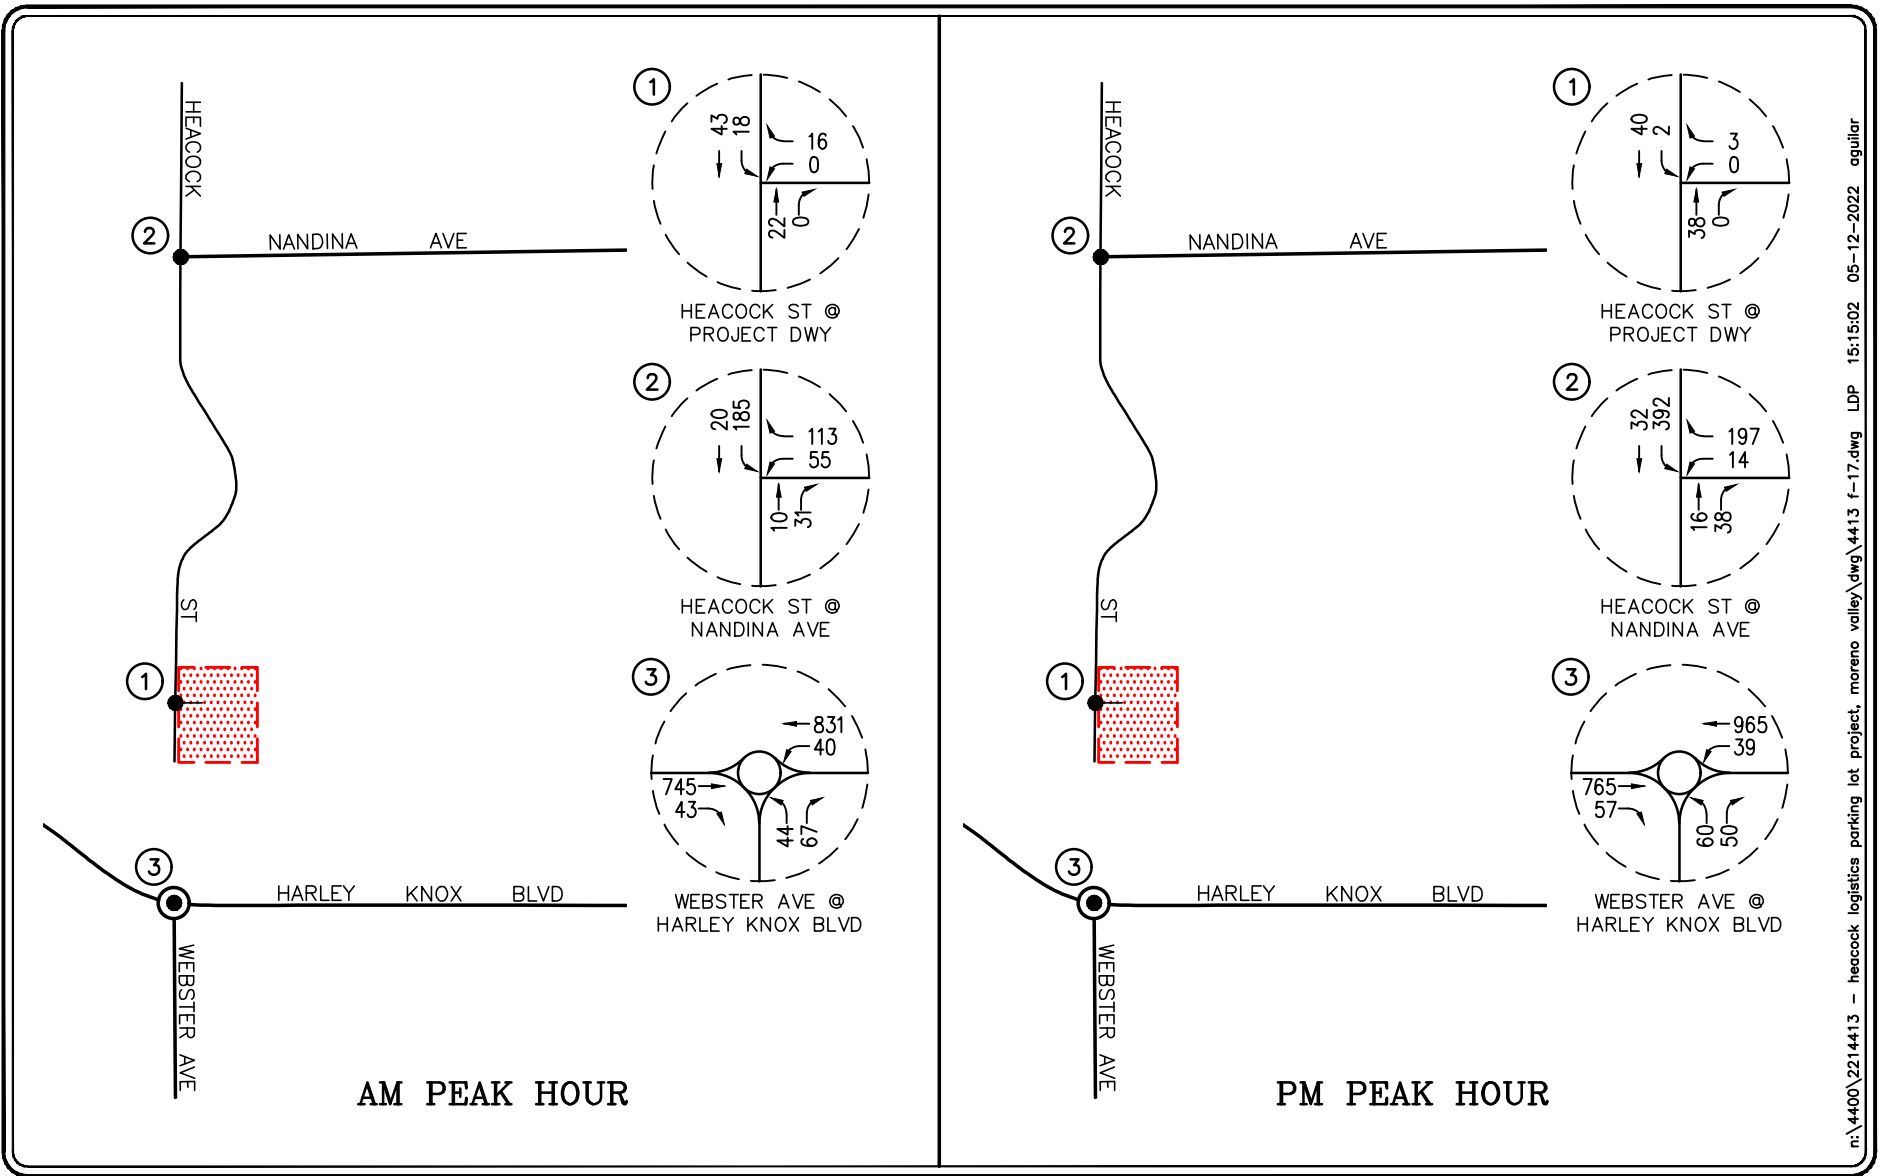 HEACOCK
ST
2
NANDINA AVE
1
3
HARLEY KNOX BLVD
WEBSTER AVE
1
43
18
16
0
22
0
HEACOCK ST @
PROJECT DWY
2
20
185
113
55
10
31
HEACOCK ST @
NANDINA AVE
3
831
40
745
43
44
67
WEBSTER AVE @
HARLEY KNOX BLVD
AM PEAK HOUR
HEACOCK
ST
2
NANDINA AVE
1
3
HARLEY KNOX BLVD
WEBSTER AVE
1
40
2
3
0
38
0
HEACOCK ST @
PROJECT DWY
2
32
392
197
14
16
38
HEACOCK ST @
NANDINA AVE
3
965
39
765
57
60
50
WEBSTER AVE @
HARLEY KNOX BLVD
PM PEAK HOUR
n:\4400\2214413 - heacock logistics parking lot project, moreno valley\dwg\4413 f-17.dwg LDP 15:15:02 05-12-2022 aguilar